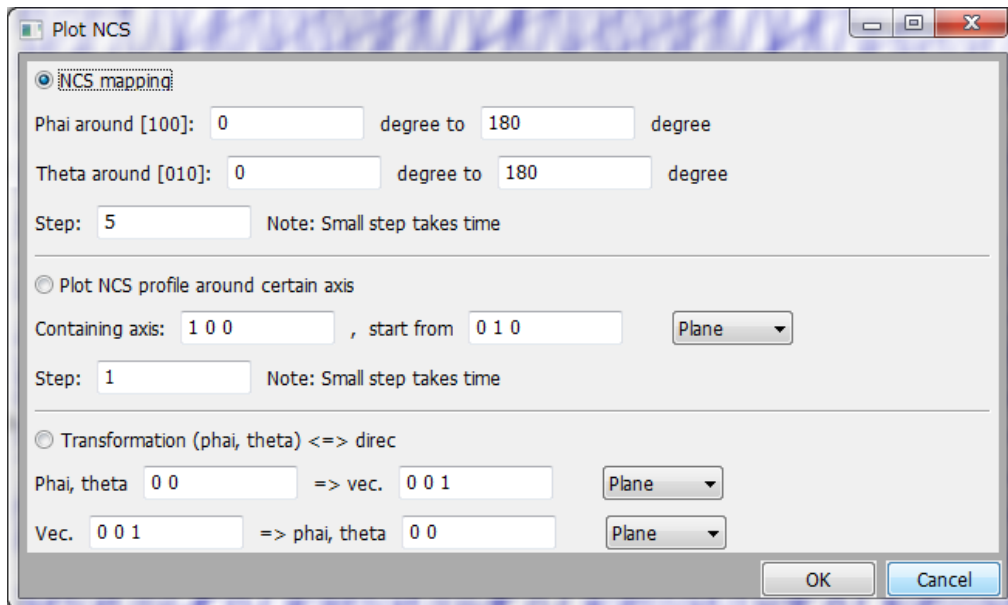 Plot NCS
NCS mapping
Phai around [100]: 0 degree to 180 degree
Theta around [010]: 0 degree to 180 degree
Step: 5 Note: Small step takes time
Plot NCS profile around certain axis
Containing axis: 1 0 0 , start from 0 1 0 Plane
Step: 1 Note: Small step takes time
Transformation (phai, theta) <=> direc
Phai, theta 0 0 => vec. 0 0 1 Plane
Vec. 0 0 1 => phai, theta 0 0 Plane
OK Cancel